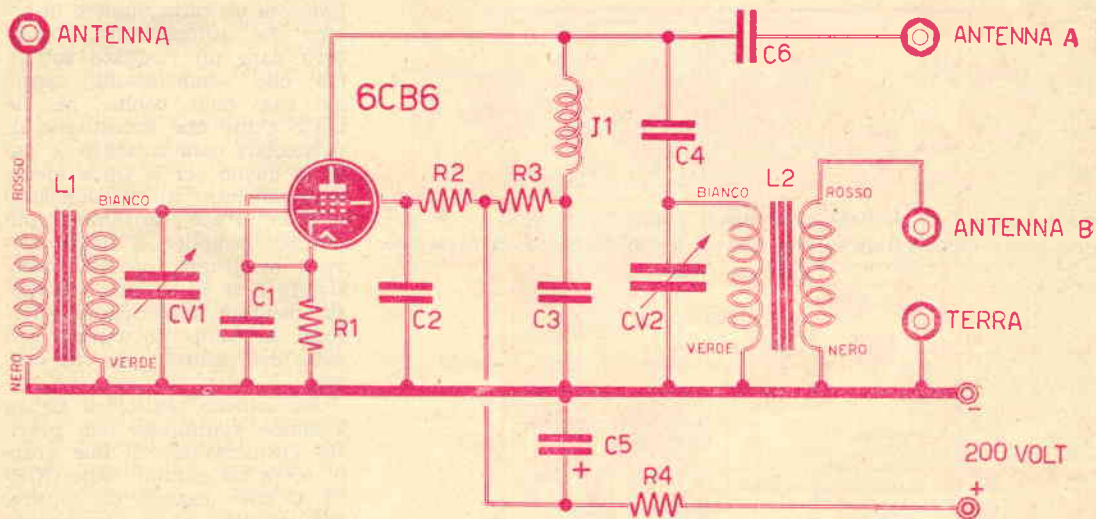 ANTENNA
C6
ANTENNA A
6CB6
J1
C4
R2
R3
ROSSO
L1
BIANCO
BIANCO
L2
ROSSO
ANTENNA B
CV1
C1
R1
C2
C3
CV2
TERRA
NERO
VERDE
VERDE
NERO
-
C5
+
R4
200 VOLT
+